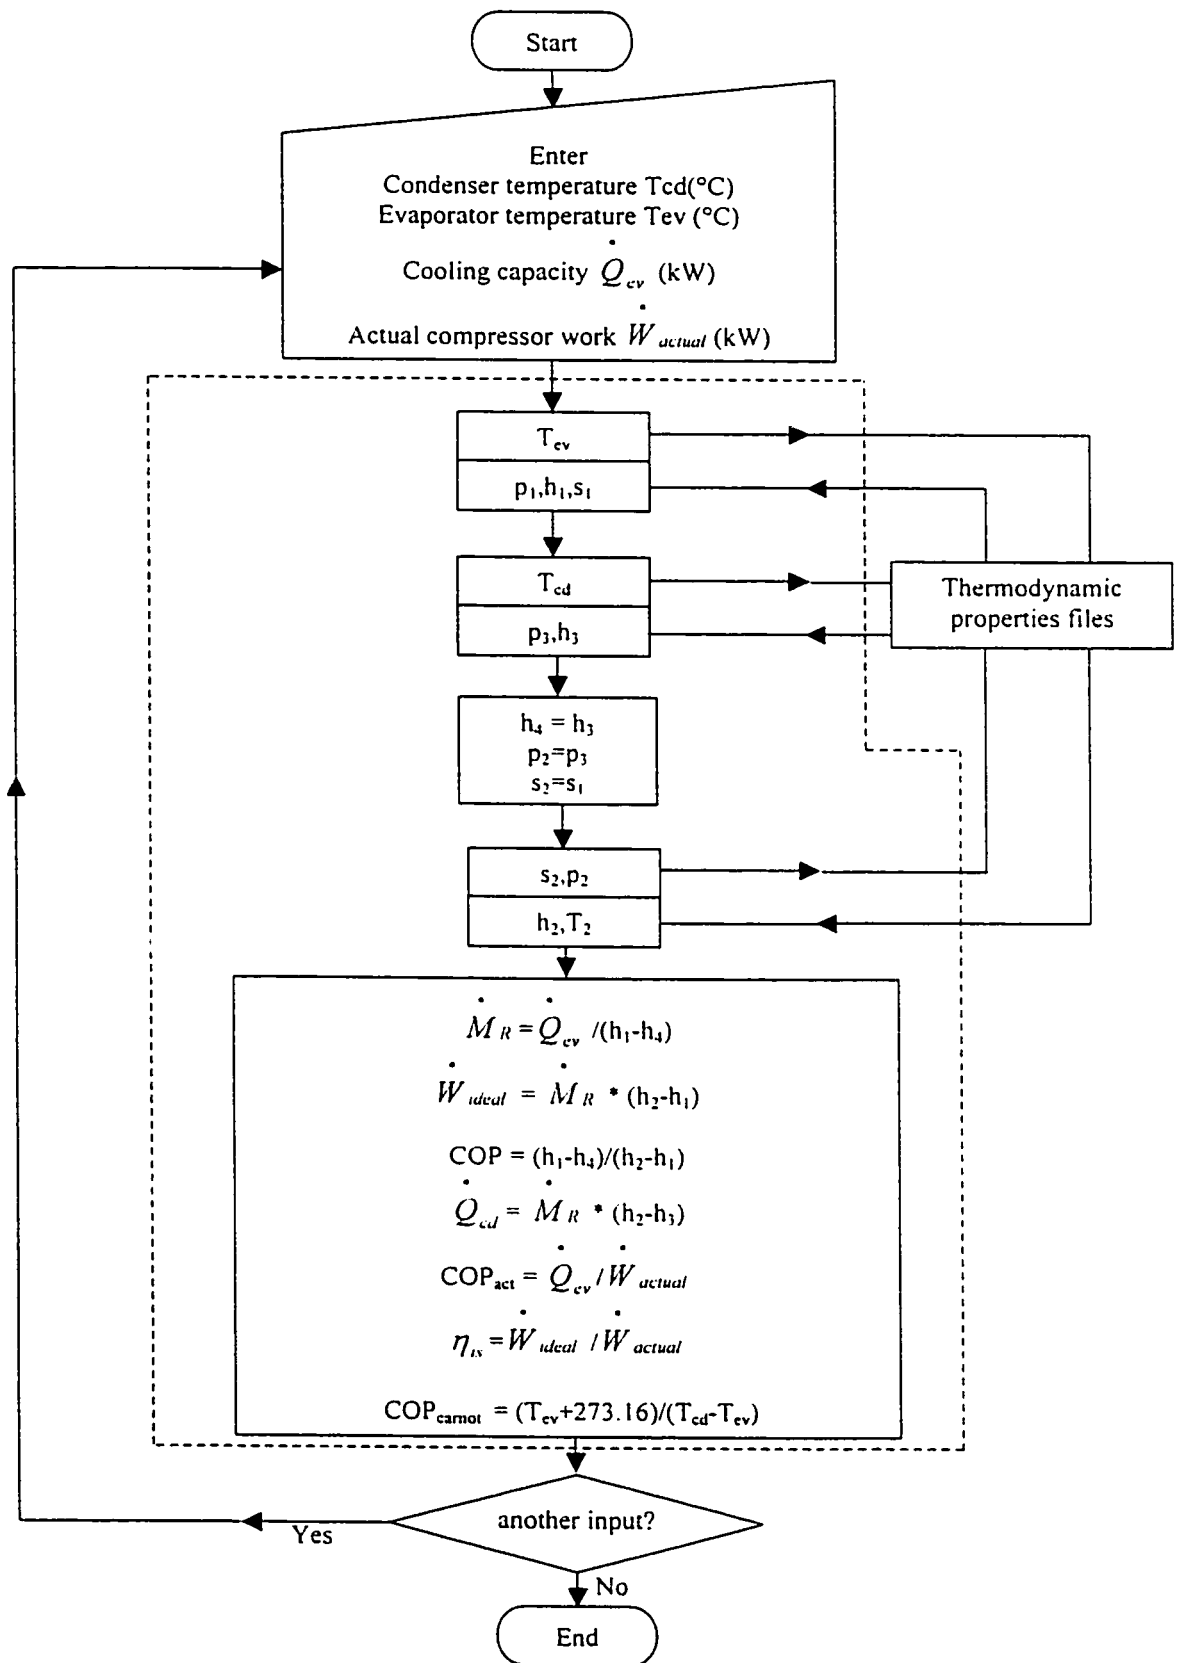 Start
Enter
Condenser temperature Tcd(°C)
Evaporator temperature Tev (°C)
Cooling capacity Q̇ev (kW)
Actual compressor work Ẇactual (kW)
Tev
p₁,h₁,s₁
Tcd
p₃,h₃
Thermodynamic
properties files
h₄ = h₃
p₂=p₃
s₂=s₁
s₂,p₂
h₂,T₂
ṀR = Q̇ev /(h₁-h₄)
Ẇideal = ṀR * (h₂-h₁)
COP = (h₁-h₄)/(h₂-h₁)
Q̇cd = ṀR * (h₂-h₃)
COPact = Q̇ev / Ẇactual
ηis = Ẇideal / Ẇactual
COPcarnot = (Tev+273.16)/(Tcd-Tev)
another input?
Yes
No
End